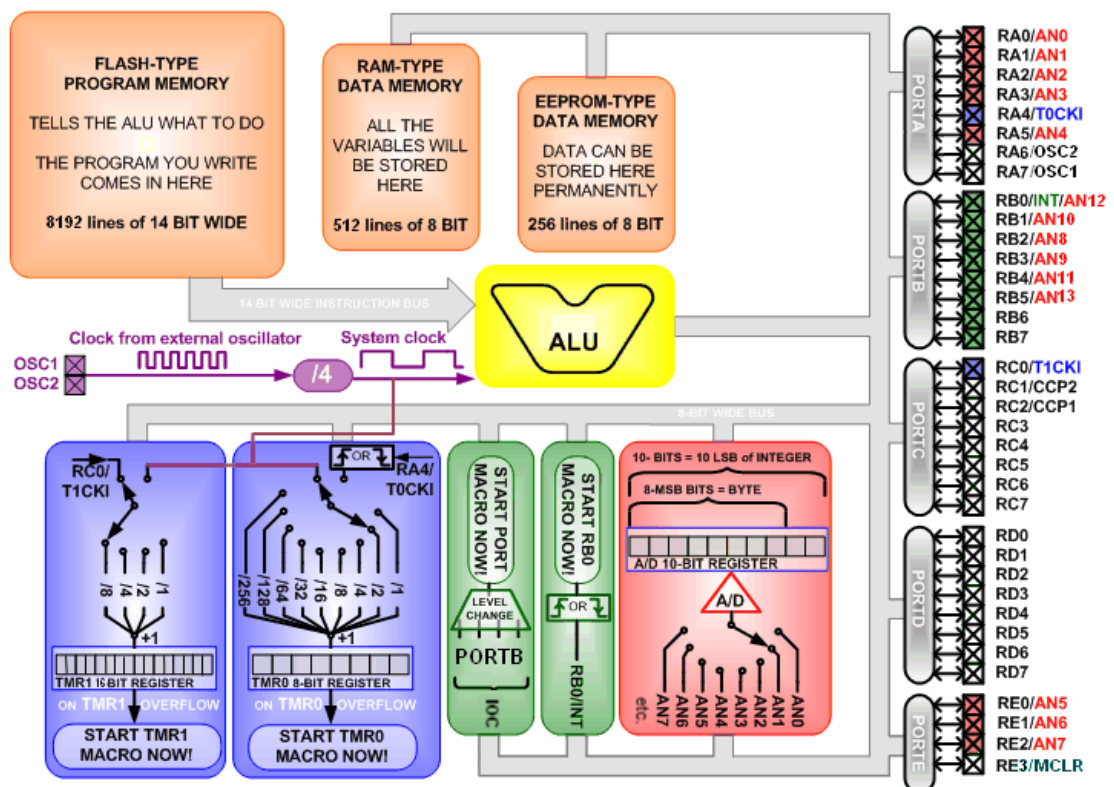 FLASH-TYPE
PROGRAM MEMORY
TELLS THE ALU WHAT TO DO
THE PROGRAM YOU WRITE
COMES IN HERE
8192 lines of 14 BIT WIDE
RAM-TYPE
DATA MEMORY
ALL THE
VARIABLES WILL
BE STORED
HERE
512 lines of 8 BIT
EEPROM-TYPE
DATA MEMORY
DATA CAN BE
STORED HERE
PERMANENTLY
256 lines of 8 BIT
14 BIT WIDE INSTRUCTION BUS
ALU
Clock from external oscillator
System clock
OSC1
OSC2
/4
8-BIT WIDE BUS
RC0/
T1CKI
/8
/4
/2
/1
+1
TMR1 16-BIT REGISTER
ON TMR1 OVERFLOW
START TMR1
MACRO NOW!
OR
RA4/
T0CKI
/256
/128
/64
/32
/16
/8
/4
/2
/1
+1
TMR0 8-BIT REGISTER
ON TMR0 OVERFLOW
START TMR0
MACRO NOW!
START PORT
MACRO NOW!
LEVEL
CHANGE
PORTB
IOC
START RB0
MACRO NOW!
OR
RB0/INT
10- BITS = 10 LSB of INTEGER
8-MSB BITS = BYTE
A/D 10-BIT REGISTER
A/D
etc.
AN7
AN6
AN5
AN4
AN3
AN2
AN1
AN0
PORTA
RA0/AN0
RA1/AN1
RA2/AN2
RA3/AN3
RA4/T0CKI
RA5/AN4
RA6/OSC2
RA7/OSC1
PORTB
RB0/INT/AN12
RB1/AN10
RB2/AN8
RB3/AN9
RB4/AN11
RB5/AN13
RB6
RB7
PORTC
RC0/T1CKI
RC1/CCP2
RC2/CCP1
RC3
RC4
RC5
RC6
RC7
PORTD
RD0
RD1
RD2
RD3
RD4
RD5
RD6
RD7
PORTE
RE0/AN5
RE1/AN6
RE2/AN7
RE3/MCLR